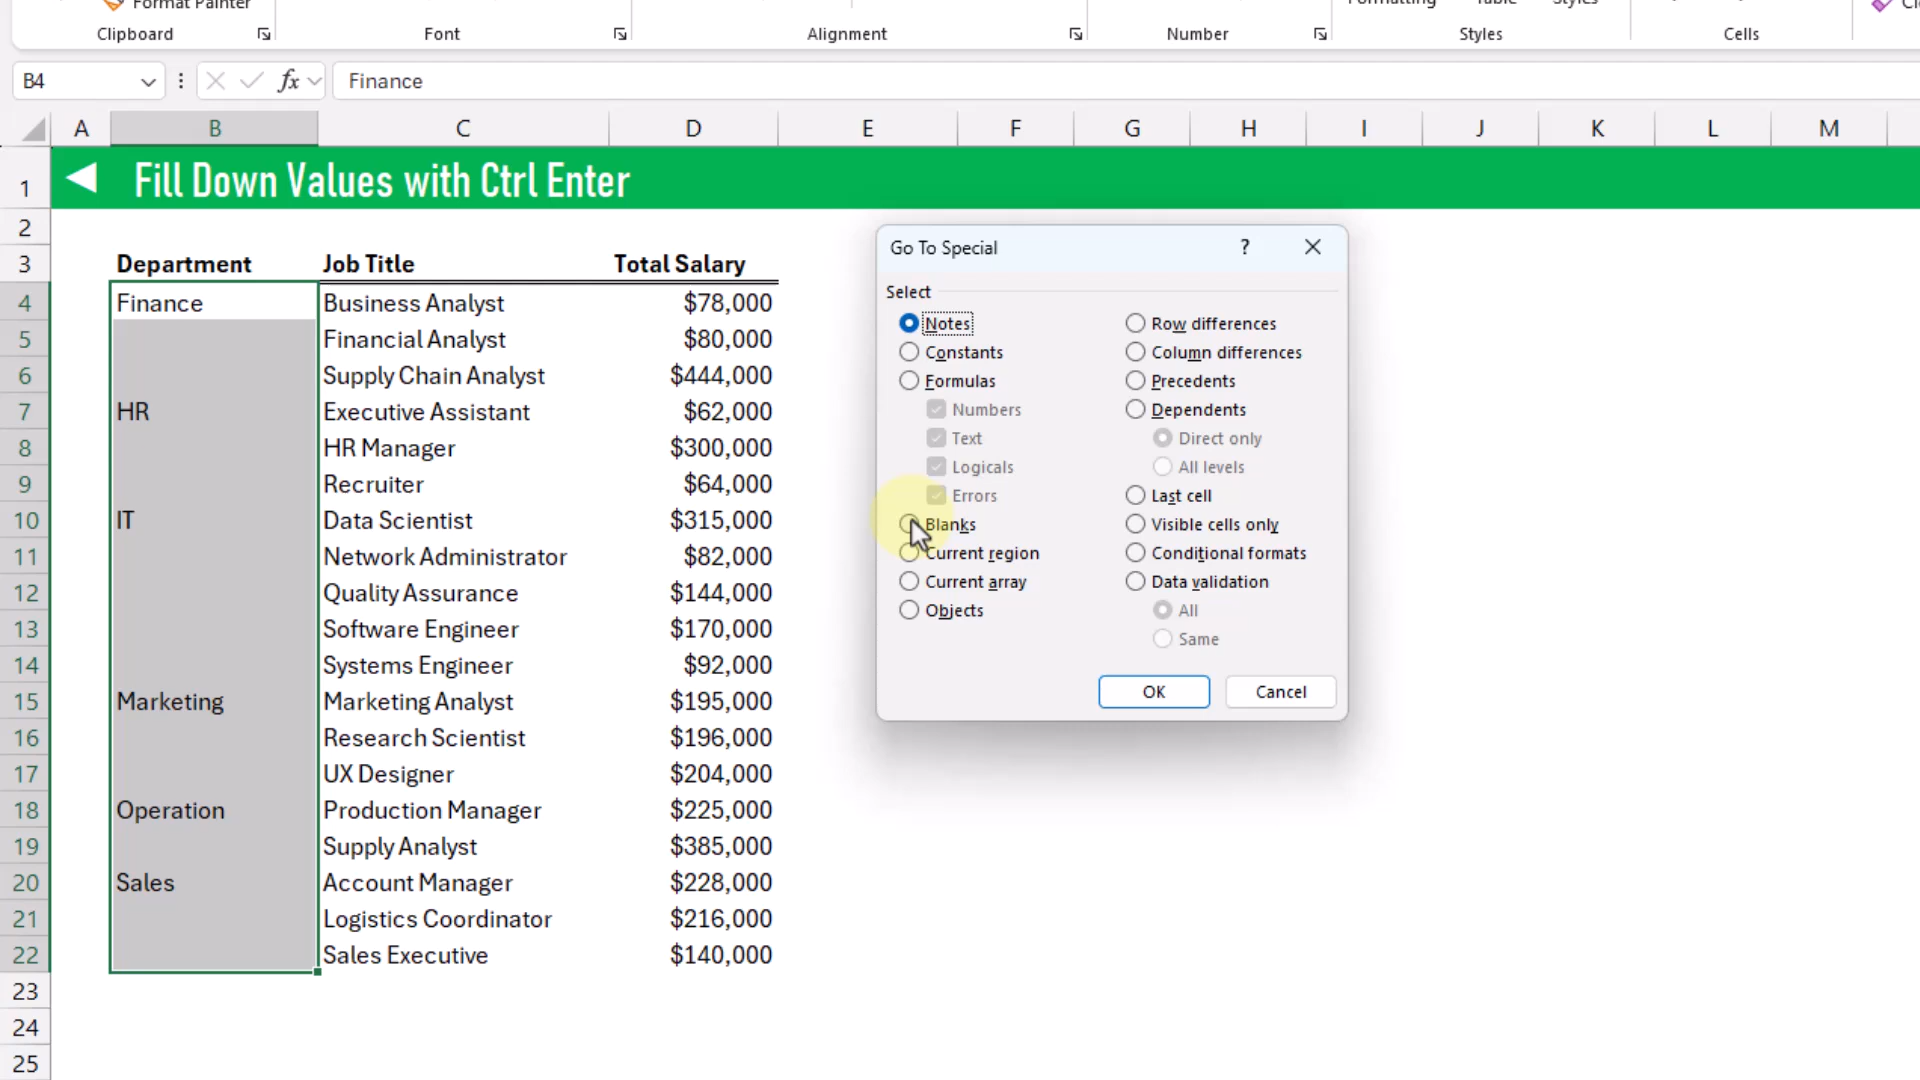 Format Painter
Formatting Table Styles
Clipboard Font Alignment Number Styles Cells
B4 fx Finance
A B C D E F G H I J K L M
1 Fill Down Values with Ctrl Enter
2
3 Department Job Title Total Salary
4 Finance Business Analyst $78,000
5 Financial Analyst $80,000
6 Supply Chain Analyst $444,000
7 HR Executive Assistant $62,000
8 HR Manager $300,000
9 Recruiter $64,000
10 IT Data Scientist $315,000
11 Network Administrator $82,000
12 Quality Assurance $144,000
13 Software Engineer $170,000
14 Systems Engineer $92,000
15 Marketing Marketing Analyst $195,000
16 Research Scientist $196,000
17 UX Designer $204,000
18 Operation Production Manager $225,000
19 Supply Analyst $385,000
20 Sales Account Manager $228,000
21 Logistics Coordinator $216,000
22 Sales Executive $140,000
23
24
25
Go To Special ?
Select
Notes Row differences
Constants Column differences
Formulas Precedents
Numbers Dependents
Text Direct only
Logicals All levels
Errors Last cell
Blanks Visible cells only
Current region Conditional formats
Current array Data validation
Objects All
Same
OK Cancel